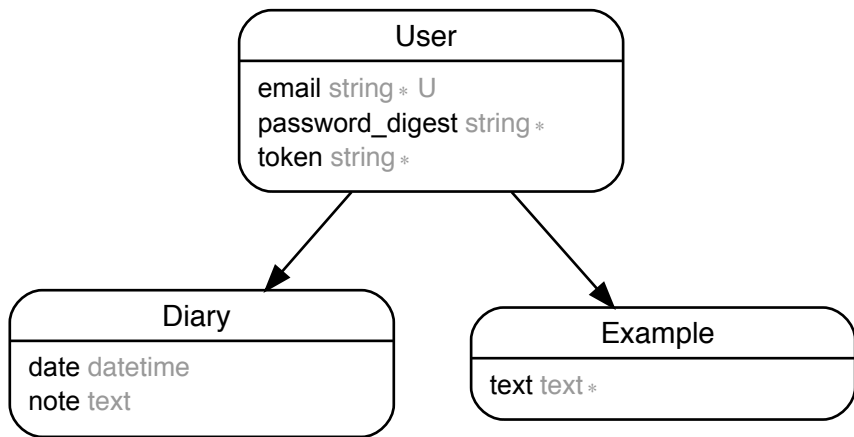 User
email string * U
password_digest string *
token string *
Diary
date datetime
note text
Example
text text *